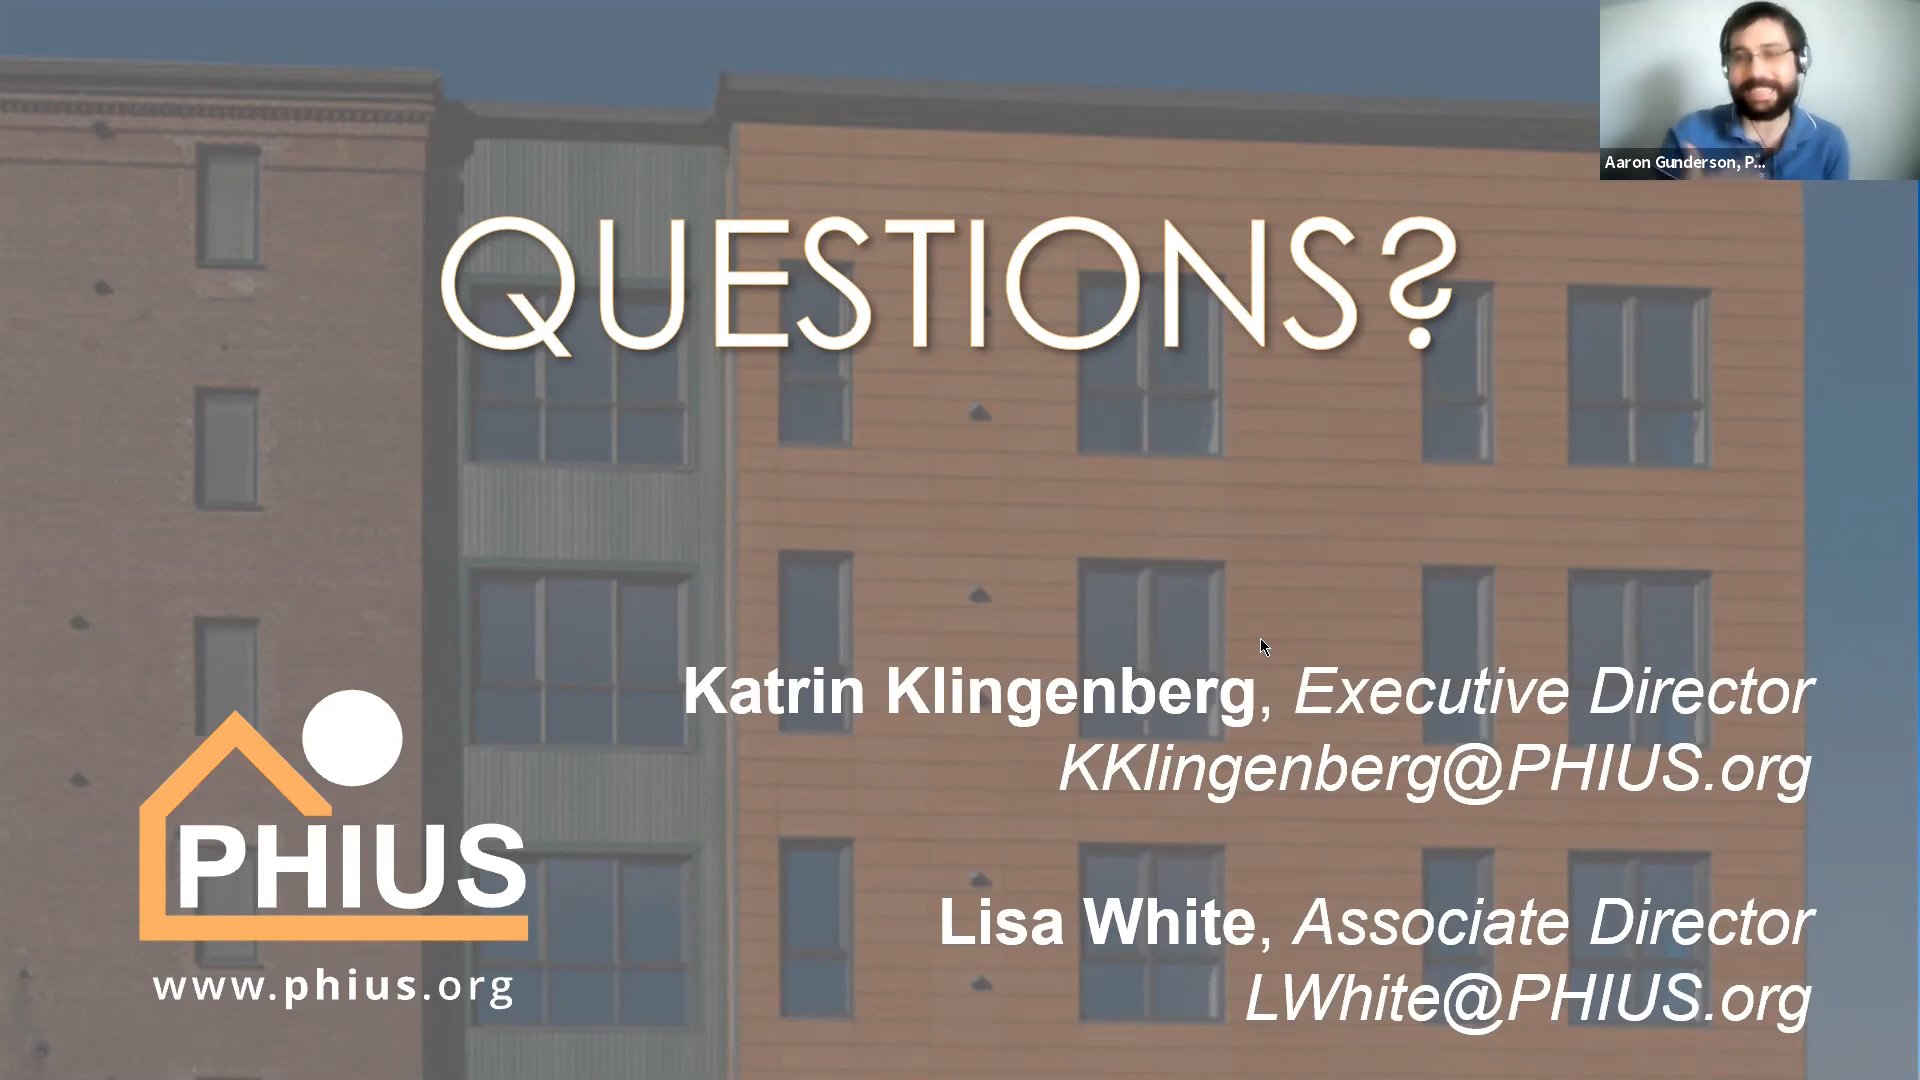 Aaron Gunderson, P...
QUESTIONS?
Katrin Klingenberg, Executive Director
KKlingenberg@PHIUS.org
PHIUS
www.phius.org
Lisa White, Associate Director
LWhite@PHIUS.org